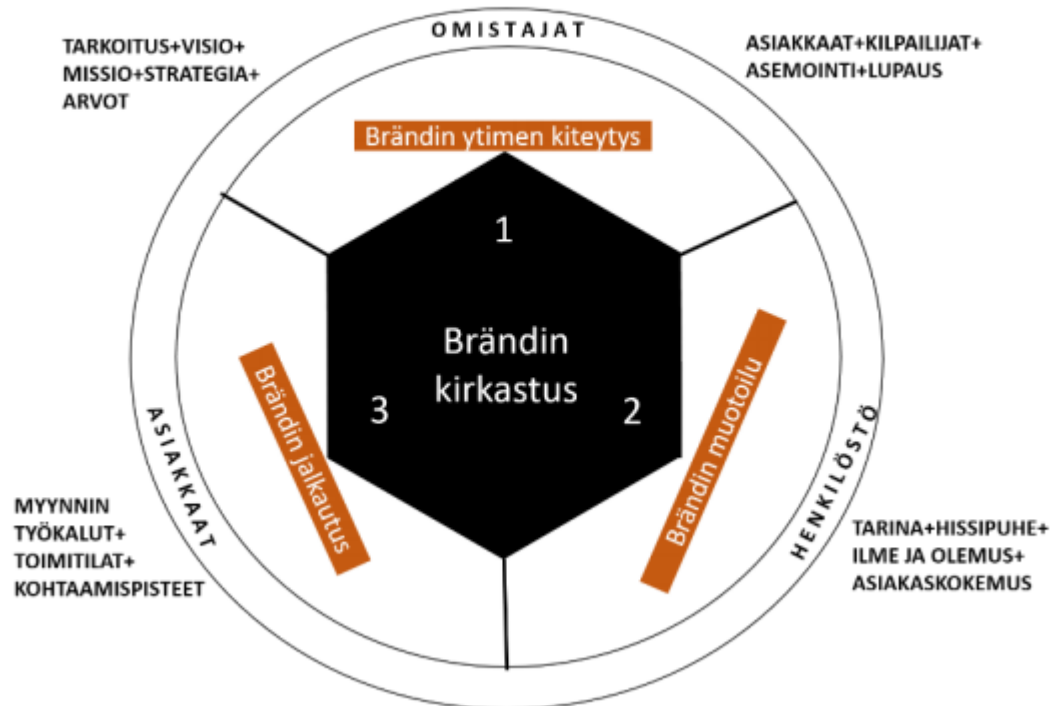 OMISTAJAT
TARKOITUS+VISIO+
MISSIO+STRATEGIA+
ARVOT
ASIAKKAAT+KILPAILIJAT+
ASEMOINTI+LUPAUS
Brändin ytimen kiteytys
1
Brändin
kirkastus
3
2
Brändin jalkautus
Brändin muotoilu
ASIAKKAAT
HENKILÖSTÖ
MYYNNIN
TYÖKALUT+
TOIMITILAT+
KOHTAAMISPISTEET
TARINA+HISSIPUHE+
ILME JA OLEMUS+
ASIAKASKOKEMUS